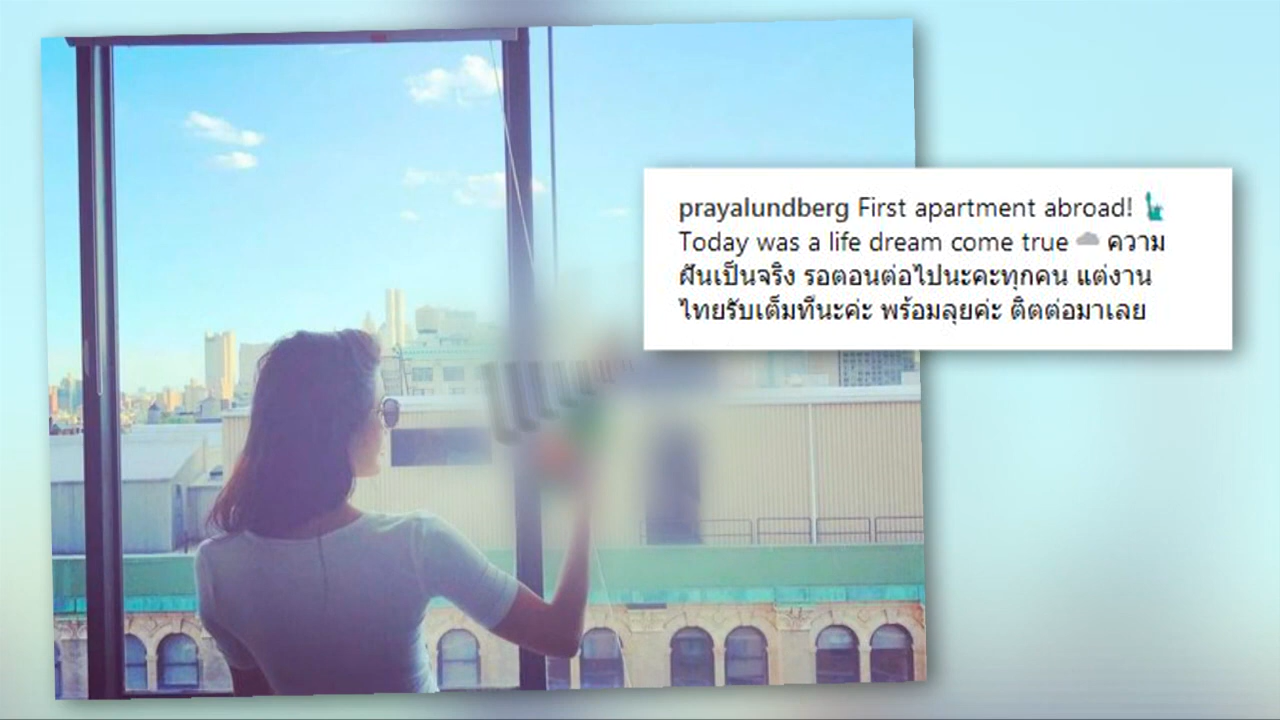 prayalundberg First apartment abroad! 🗽
Today was a life dream come true ☁️ ความ
ฝันเป็นจริง รอตอนต่อไปนะคะทุกคน แต่งาน
ไทยรับเต็มที่นะค่ะ พร้อมลุยค่ะ ติตต่อมาเลย